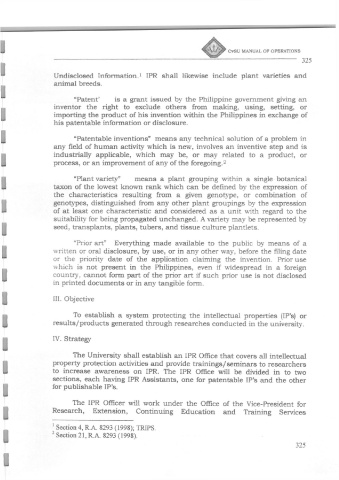 CvSU MANUAL OF OPERATIONS
325
Undisclosed Information.¹ IPR shall likewise include plant varieties and
animal breeds.
"Patent" is a grant issued by the Philippine government giving an
inventor the right to exclude others from making, using, setting, or
importing the product of his invention within the Philippines in exchange of
his patentable information or disclosure.
"Patentable inventions" means any technical solution of a problem in
any field of human activity which is new, involves an inventive step and is
industrially applicable, which may be, or may related to a product, or
process, or an improvement of any of the foregoing.²
"Plant variety" means a plant grouping within a single botanical
taxon of the lowest known rank which can be defined by the expression of
the characteristics resulting from a given genotype, or combination of
genotypes, distinguished from any other plant groupings by the expression
of at least one characteristic and considered as a unit with regard to the
suitability for being propagated unchanged. A variety may be represented by
seed, transplants, plants, tubers, and tissue culture plantlets.
"Prior art" Everything made available to the public by means of a
written or oral disclosure, by use, or in any other way, before the filing date
or the priority date of the application claiming the invention. Prior use
which is not present in the Philippines, even if widespread in a foreign
country, cannot form part of the prior art if such prior use is not disclosed
in printed documents or in any tangible form.
III. Objective
To establish a system protecting the intellectual properties (IP's) or
results/products generated through researches conducted in the university.
IV. Strategy
The University shall establish an IPR Office that covers all intellectual
property protection activities and provide trainings/seminars to researchers
to increase awareness on IPR. The IPR Office will be divided in to two
sections, each having IPR Assistants, one for patentable IP's and the other
for publishable IP's.
The IPR Officer will work under the Office of the Vice-President for
Research, Extension, Continuing Education and Training Services
¹ Section 4, R.A. 8293 (1998); TRIPS.
² Section 21, R.A. 8293 (1998).
325